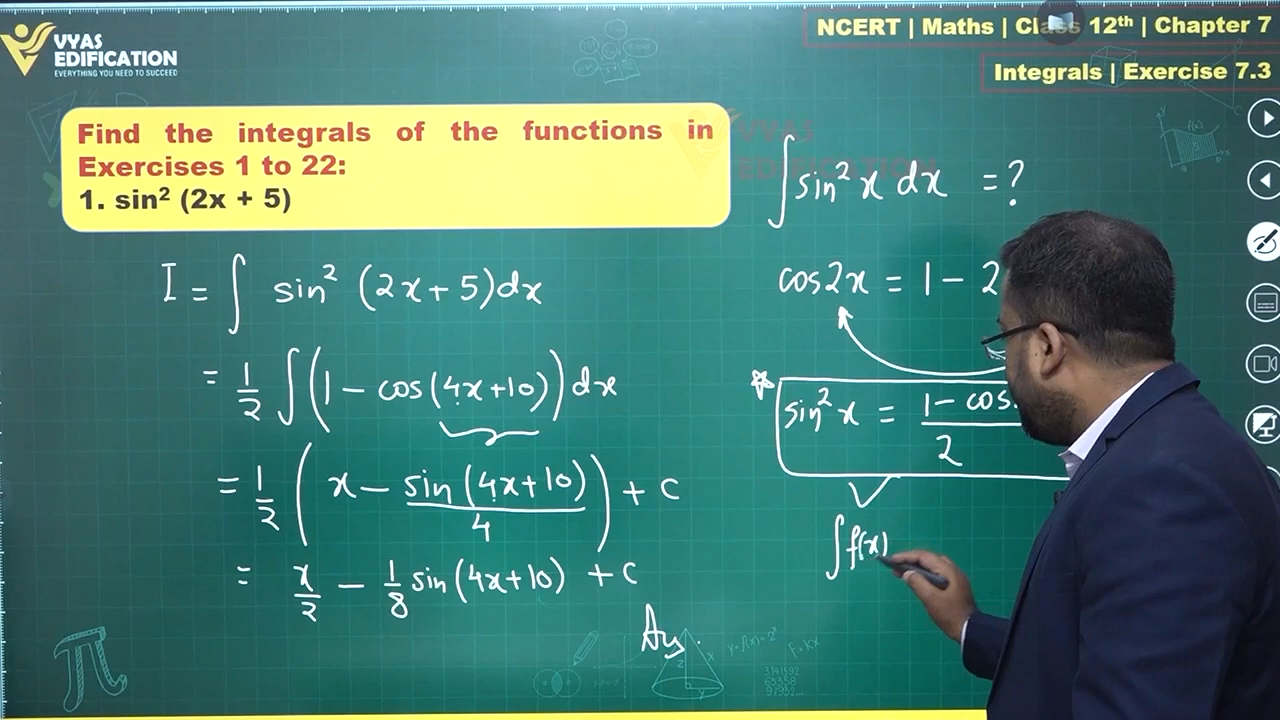 VYAS
EDIFICATION
EVERYTHING YOU NEED TO SUCCEED
NCERT | Maths | Class 12th | Chapter 7
Integrals | Exercise 7.3
Find the integrals of the functions in
Exercises 1 to 22:
1. sin² (2x + 5)
I = ∫ sin² (2x+5)dx
= 1/2 ∫(1 - cos(4x+10))dx
= 1/2 ( x - sin(4x+10)/4 ) + c
= x/2 - 1/8 sin(4x+10) + c
Ans.
VYAS
EDIFICATION
∫sin² x dx = ?
cos2x = 1 - 2
sin² x = 1 - cos / 2
∫f(x)